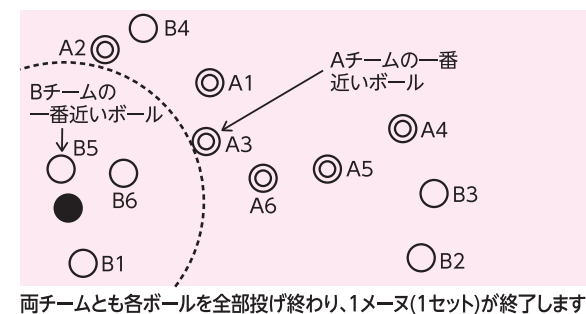 B4
A2
A1
Aチームの一番
近いボール
Bチームの
一番近いボール
A3
A4
B5
B6
A5
A6
B3
B1
B2
両チームとも各ボールを全部投げ終わり、1メーヌ(1セット)が終了します